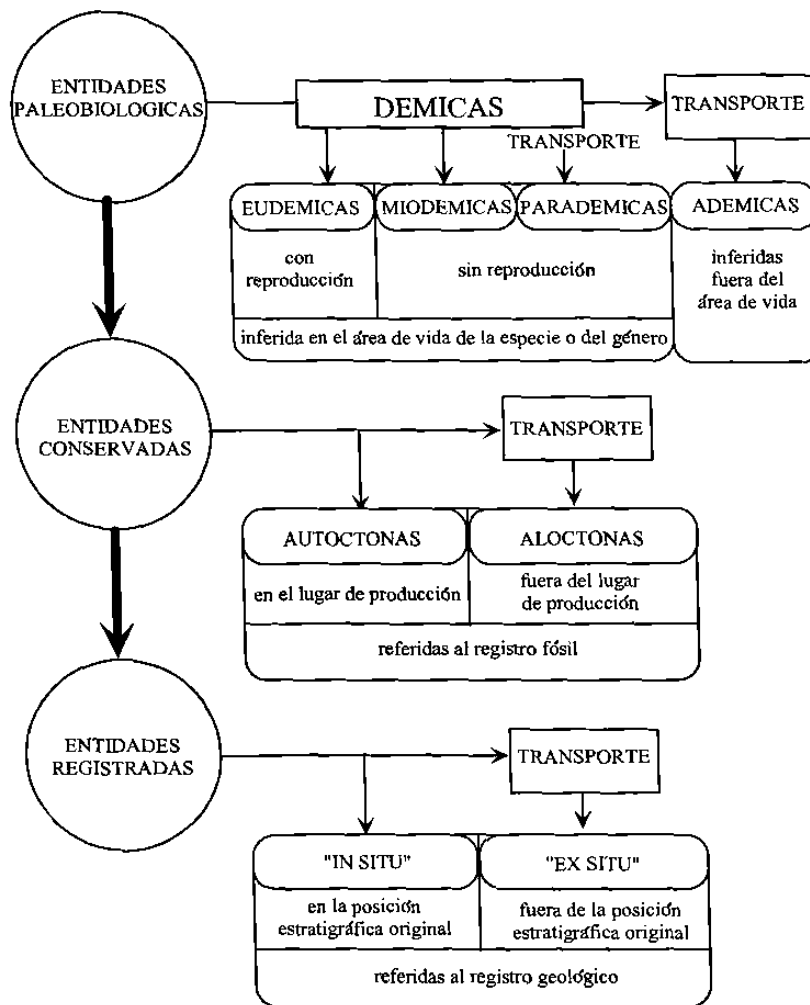 ENTIDADES
PALEOBIOLOGICAS
DEMICAS
TRANSPORTE
TRANSPORTE
EUDEMICAS
MIODEMICAS
PARADEMICAS
ADEMICAS
con
reproducción
sin reproducción
inferidas
fuera del
área de vida
inferida en el área de vida de la especie o del género
ENTIDADES
CONSERVADAS
TRANSPORTE
AUTOCTONAS
ALOCTONAS
en el lugar de producción
fuera del lugar
de producción
referidas al registro fósil
ENTIDADES
REGISTRADAS
TRANSPORTE
"IN SITU"
"EX SITU"
en la posición
estratigráfica original
fuera de la posición
estratigráfica original
referidas al registro geológico